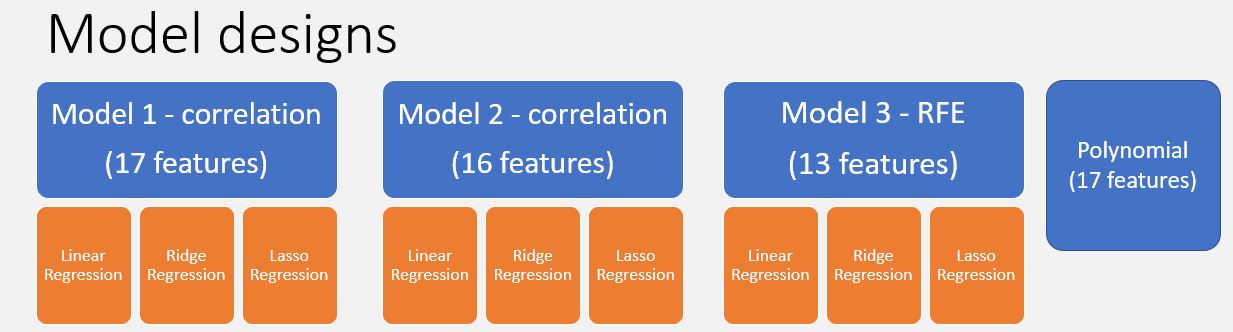 Model designs
Model 1 - correlation
(17 features)
Linear
Regression
Ridge
Regression
Lasso
Regression
Model 2 - correlation
(16 features)
Linear
Regression
Ridge
Regression
Lasso
Regression
Model 3 - RFE
(13 features)
Linear
Regression
Ridge
Regression
Lasso
Regression
Polynomial
(17 features)